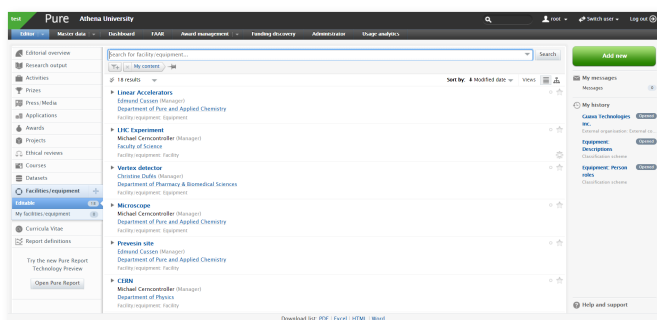 test
Pure Athena University
root
Switch user
Log out
Editor
Master data
Dashboard
FAAR
Award management
Funding discovery
Administrator
Usage analytics
Editorial overview
Research output
Activities
Prizes
Press/Media
Applications
Awards
Projects
Ethical reviews
Courses
Datasets
Facilities/equipment
Editable
My facilities/equipment
Curricula Vitae
Report definitions
Try the new Pure Report
Technology Preview
Open Pure Report
Search for facility/equipment...
Search
My content
18 results
Sort by: Modified date
Views
Linear Accelerators
Edmund Cassen (Manager)
Department of Pure and Applied Chemistry
Facility/equipment: Equipment
LHC Experiment
Michael Cerncontroller (Manager)
Faculty of Science
Facility/equipment: Facility
Vertex detector
Christine Dufés (Manager)
Department of Pharmacy & Biomedical Sciences
Facility/equipment: Equipment
Microscope
Michael Cerncontroller (Manager)
Department of Pure and Applied Chemistry
Facility/equipment: Equipment
Prevesin site
Edmund Cassen (Manager)
Department of Pure and Applied Chemistry
Facility/equipment: Facility
CERN
Michael Cerncontroller (Manager)
Department of Physics
Facility/equipment: Facility
Download list: PDF | Excel | HTML | Word
Add new
My messages
Messages 0
My history
Technologies Opened
inc.
External organisation: External co...
Equipment: Opened
Descriptions
Classification scheme
Equipment: Person Opened
roles
Classification scheme
Help and support